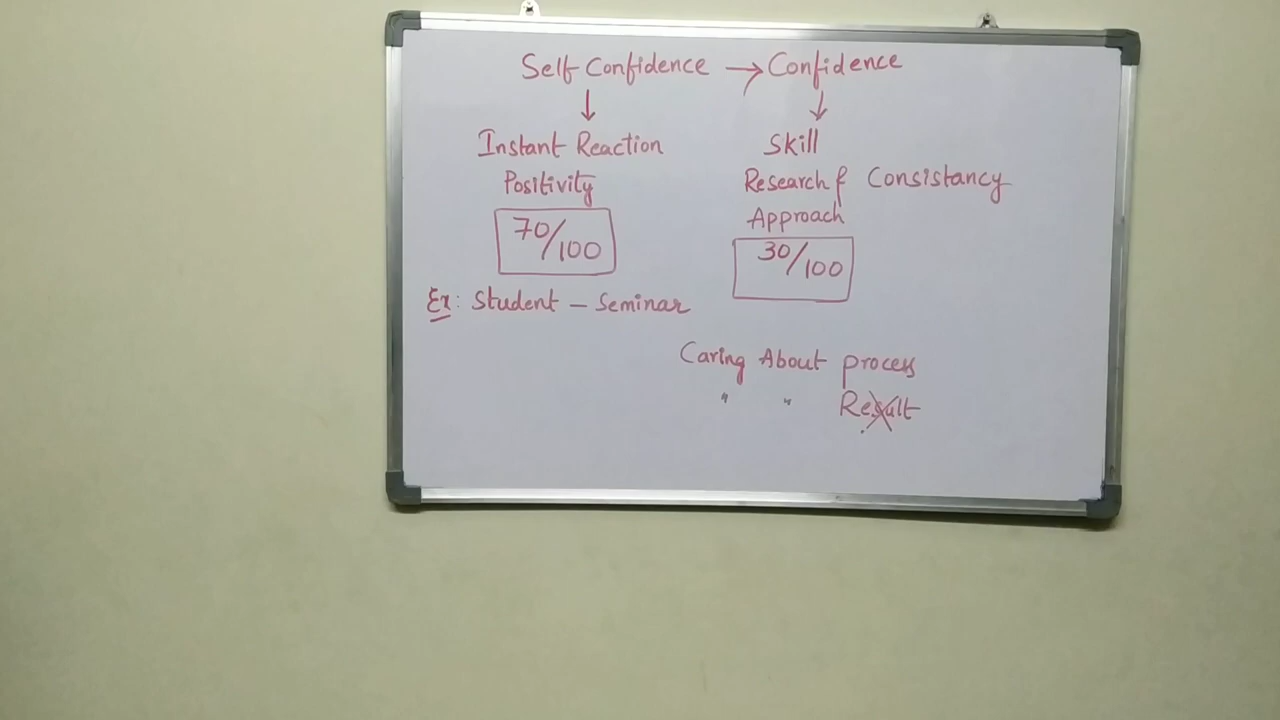 Self Confidence → Confidence
↓ ↓
Instant Reaction Skill
Positivity Research & Consistancy
Approach
70/100 30/100
Ex: Student – Seminar
Caring About process
" " Result